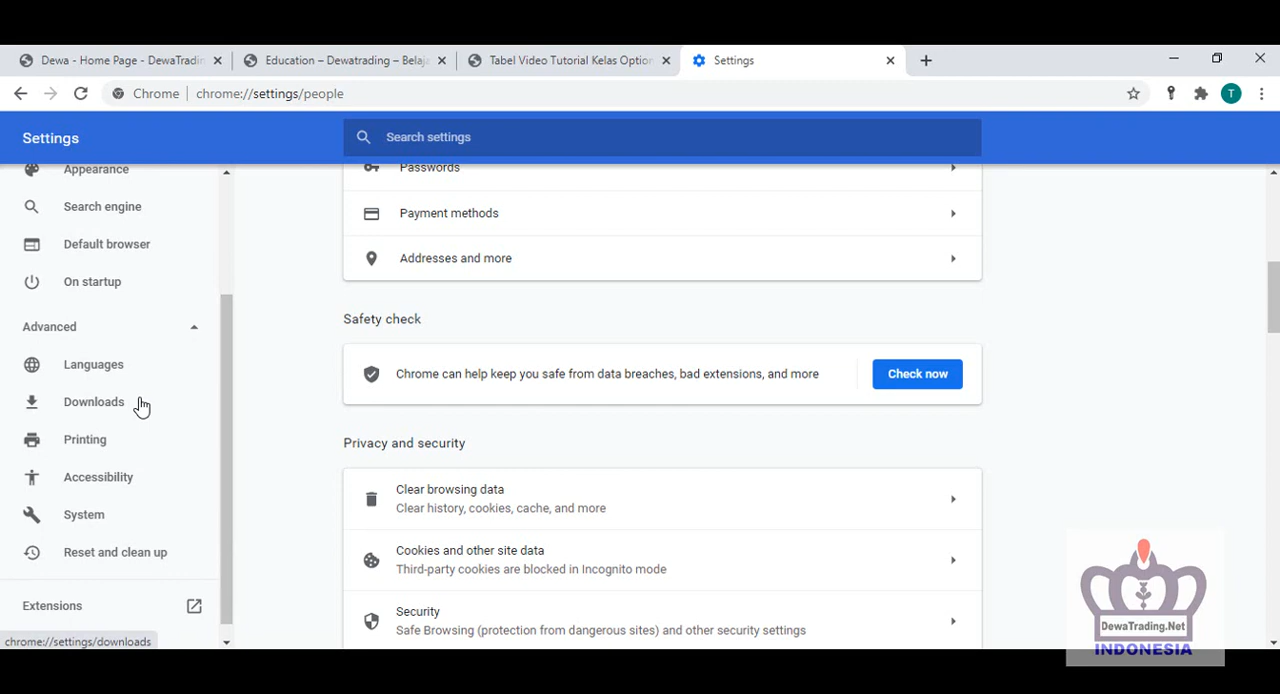 Dewa - Home Page - DewaTradin
Education – Dewatrading – Belaja
Tabel Video Tutorial Kelas Option
Settings
Chrome
chrome://settings/people
T
Settings
Search settings
Appearance
Search engine
Default browser
On startup
Advanced
Languages
Downloads
Printing
Accessibility
System
Reset and clean up
Extensions
chrome://settings/downloads
Passwords
Payment methods
Addresses and more
Safety check
Chrome can help keep you safe from data breaches, bad extensions, and more
Check now
Privacy and security
Clear browsing data
Clear history, cookies, cache, and more
Cookies and other site data
Third-party cookies are blocked in Incognito mode
Security
Safe Browsing (protection from dangerous sites) and other security settings
DewaTrading.Net
INDONESIA